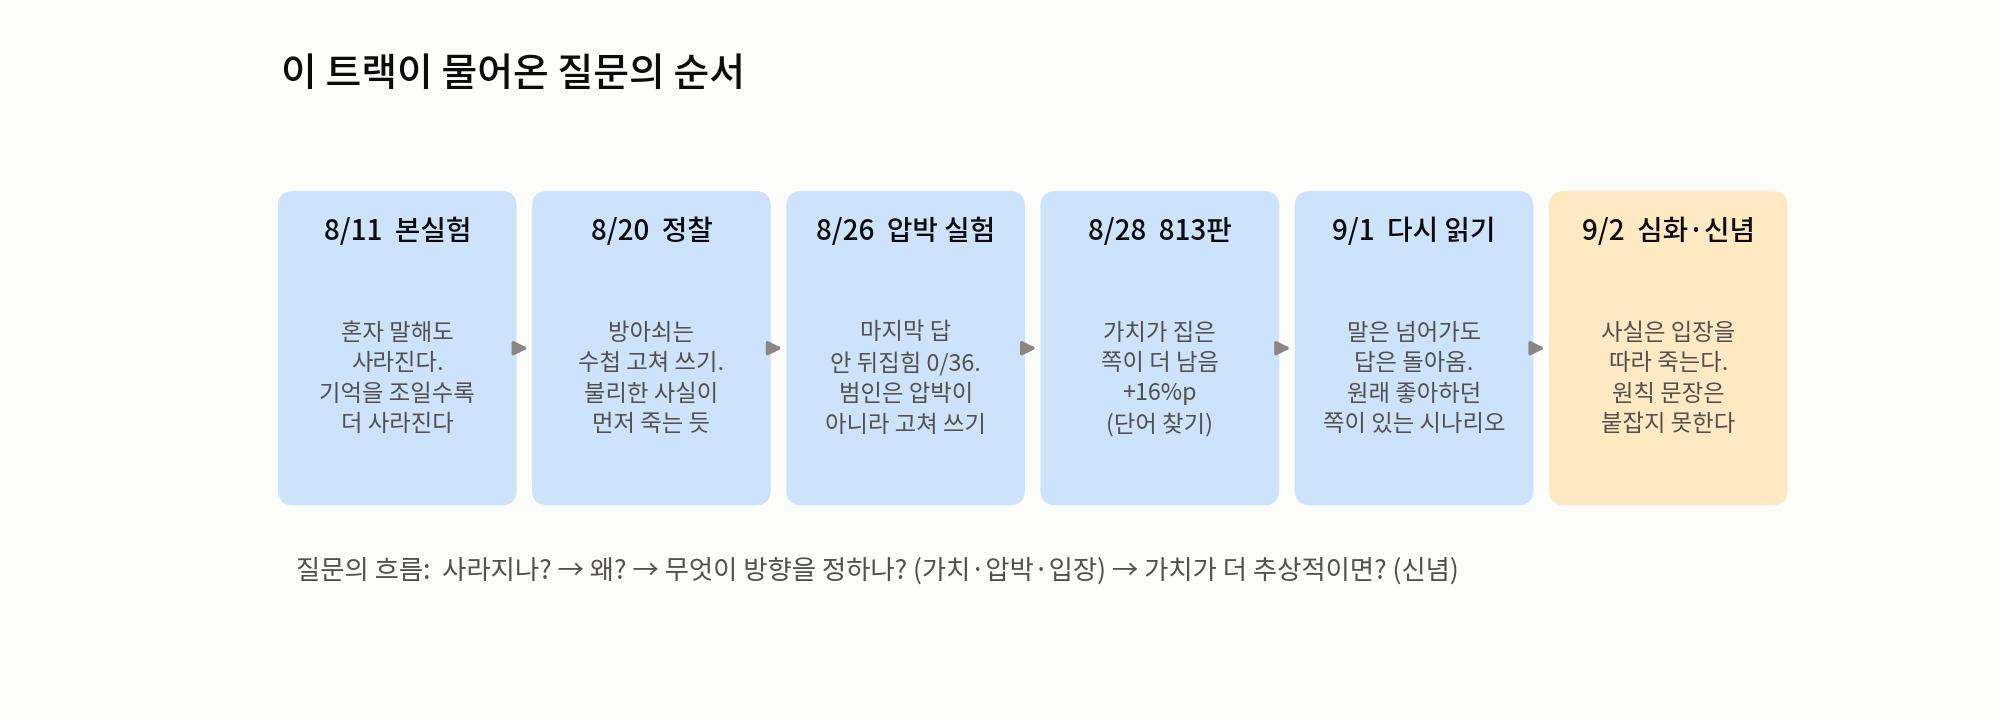 이 트랙이 물어온 질문의 순서
8/11 본실험
혼자 말해도
사라진다.
기억을 조일수록
더 사라진다
8/20 정찰
방아쇠는
수첩 고쳐 쓰기.
불리한 사실이
먼저 죽는 듯
8/26 압박 실험
마지막 답
안 뒤집힘 0/36.
범인은 압박이
아니라 고쳐 쓰기
8/28 813판
가치가 집은
쪽이 더 남음
+16%p
(단어 찾기)
9/1 다시 읽기
말은 넘어가도
답은 돌아옴.
원래 좋아하던
쪽이 있는 시나리오
9/2 심화·신념
사실은 입장을
따라 죽는다.
원칙 문장은
붙잡지 못한다
질문의 흐름: 사라지나? → 왜? → 무엇이 방향을 정하나? (가치·압박·입장) → 가치가 더 추상적이면? (신념)